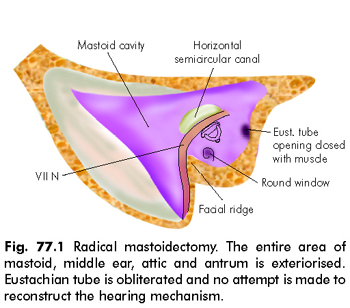 Mastoid cavity
Horizontal
semicircular canal
Eust. tube
opening closed
with muscle
Round window
VII N
Facial ridge
Fig. 77.1 Radical mastoidectomy. The entire area of
mastoid, middle ear, attic and antrum is exteriorised.
Eustachian tube is obliterated and no attempt is made to
reconstruct the hearing mechanism.